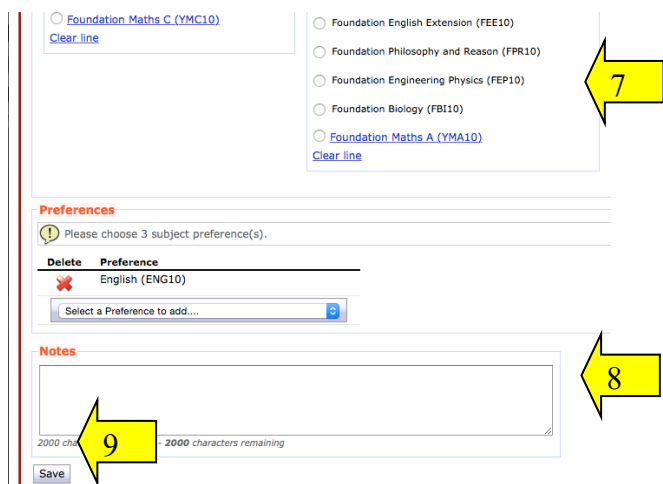 Foundation Maths C (YMC10)
Clear line
Foundation English Extension (FEE10)
Foundation Philosophy and Reason (FPR10)
Foundation Engineering Physics (FEP10)
Foundation Biology (FBI10)
Foundation Maths A (YMA10)
Clear line
7
Preferences
Please choose 3 subject preference(s).
Delete Preference
English (ENG10)
Select a Preference to add....
Notes
8
2000 cha - 2000 characters remaining
9
Save